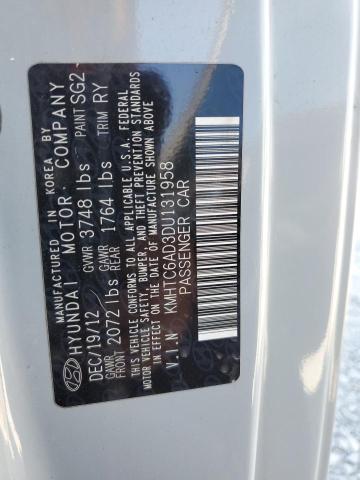 MANUFACTURED IN KOREA BY
HYUNDAI MOTOR COMPANY
DEC/19/12 GVWR 3748 lbs PAINT SG2
GAWR FRONT 2072 lbs GAWR REAR 1764 lbs TRIM RY
THIS VEHICLE CONFORMS TO ALL APPLICABLE U.S.A. FEDERAL
MOTOR VEHICLE SAFETY, BUMPER, AND THEFT PREVENTION STANDARDS
IN EFFECT ON THE DATE OF MANUFACTURE SHOWN ABOVE
V.I.N KMHTC6AD3DU131958
PASSENGER CAR